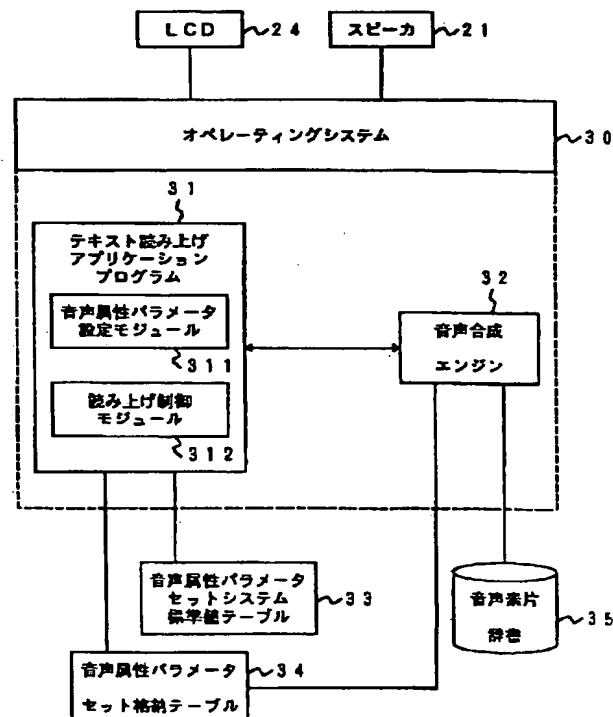 LCD
24
スピーカ
21
オペレーティングシステム
30
31
テキスト読み上げ
アプリケーション
プログラム
音声属性パラメータ
設定モジュール
311
読み上げ制御
モジュール
312
32
音声合成
エンジン
音声属性パラメータ
セットシステム
標準値テーブル
33
音声素片
辞書
35
音声属性パラメータ
セット格納テーブル
34